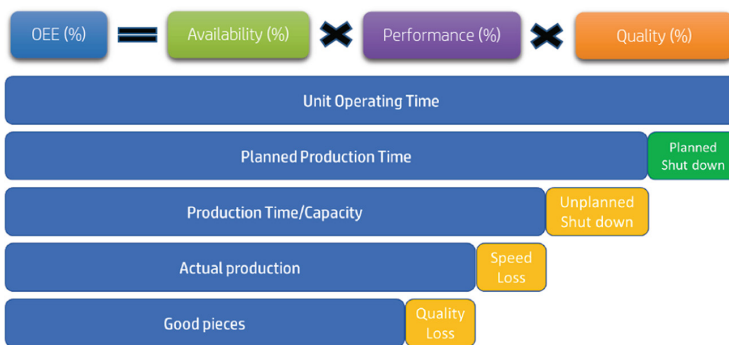 OEE (%) = Availability (%) × Performance (%) × Quality (%)
Unit Operating Time
Planned Production Time
Planned
Shut down
Production Time/Capacity
Unplanned
Shut down
Actual production
Speed
Loss
Good pieces
Quality
Loss